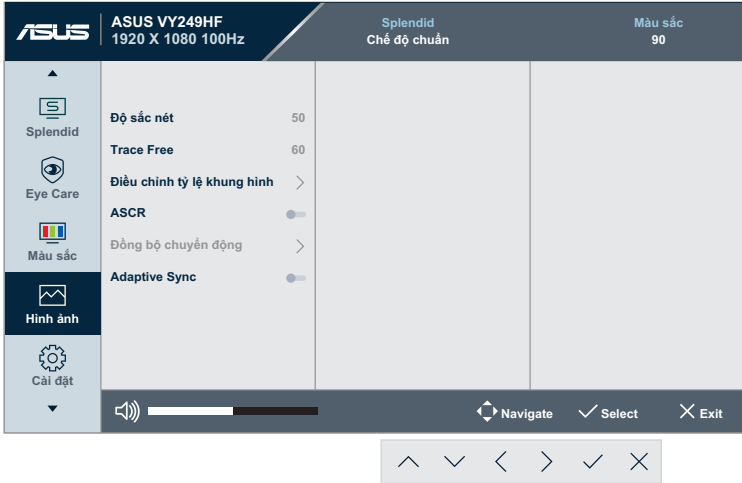 ASUS
ASUS VY249HF
1920 X 1080 100Hz
Splendid
Chế độ chuẩn
Màu sắc
90
Splendid
Eye Care
Màu sắc
Hình ảnh
Cài đặt
Độ sắc nét 50
Trace Free 60
Điều chỉnh tỷ lệ khung hình
ASCR
Đồng bộ chuyển động
Adaptive Sync
Navigate Select Exit